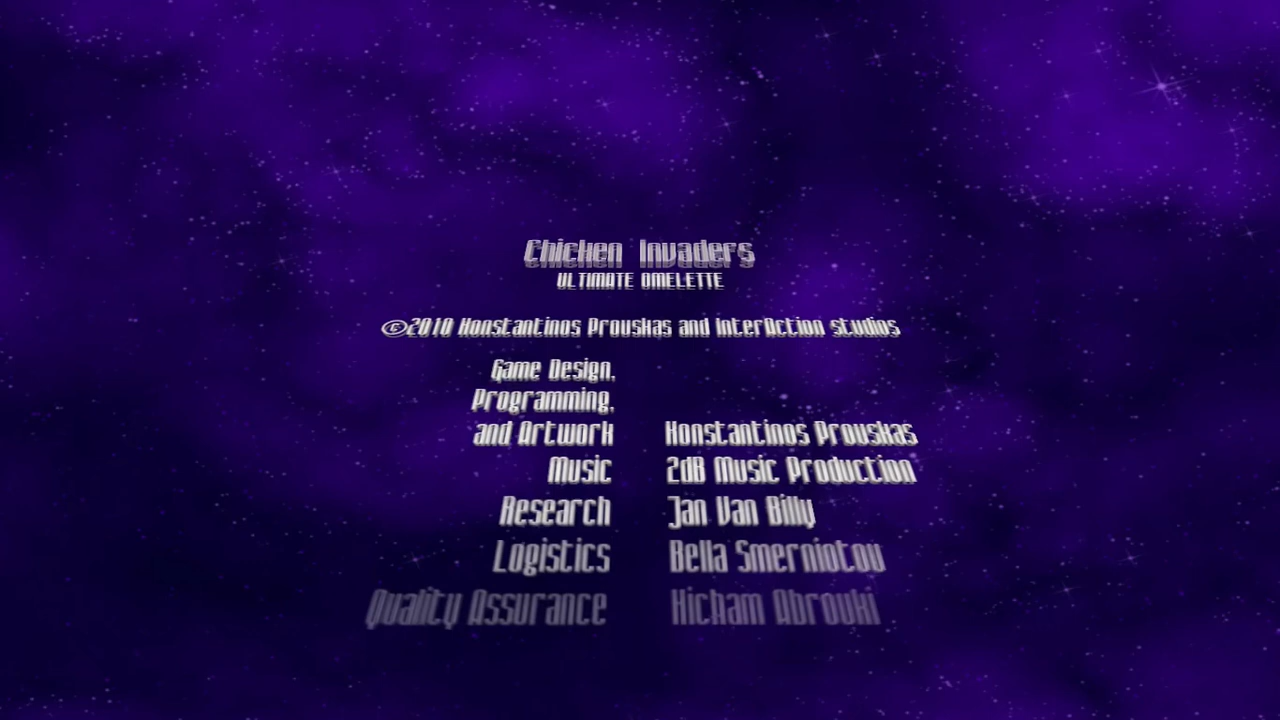 Chicken Invaders
ULTIMATE OMELETTE
©2010 Konstantinos Prouskas and InterAction studios
Game Design,
Programming,
and Artwork Konstantinos Prouskas
Music 2dB Music Production
Research Jan Van Billy
Logistics Bella Smerniotou
Quality Assurance Hicham Abrouki